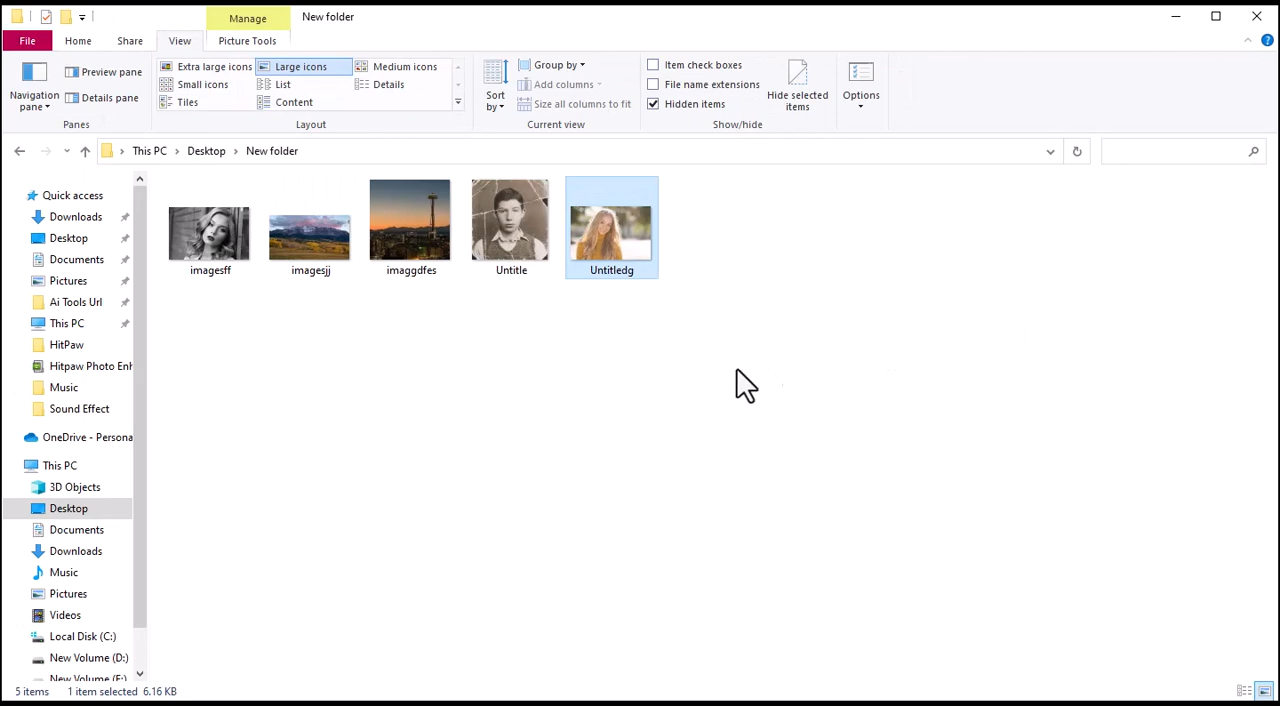 Manage
New folder
File
Home
Share
View
Picture Tools
Navigation pane
Preview pane
Details pane
Panes
Extra large icons
Large icons
Medium icons
Small icons
List
Details
Tiles
Content
Layout
Sort by
Group by
Add columns
Size all columns to fit
Current view
Item check boxes
File name extensions
Hidden items
Hide selected items
Show/hide
Options
This PC
Desktop
New folder
Quick access
Downloads
Desktop
Documents
Pictures
Ai Tools Url
This PC
HitPaw
Hitpaw Photo Enh
Music
Sound Effect
OneDrive - Persona
This PC
3D Objects
Desktop
Documents
Downloads
Music
Pictures
Videos
Local Disk (C:)
New Volume (D:)
New Volume (F:)
imagesff
imagesjj
imaggdfes
Untitle
Untitledg
5 items
1 item selected 6.16 KB